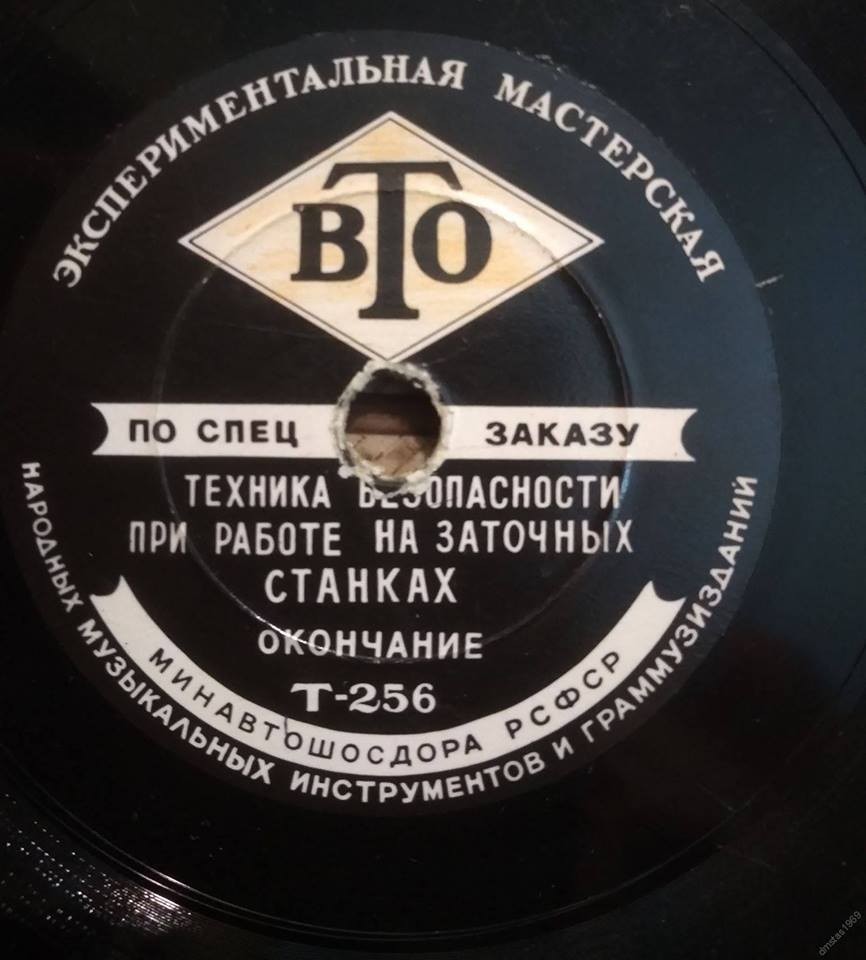 ЭКСПЕРИМЕНТАЛЬНАЯ МАСТЕРСКАЯ
ВТО
ПО СПЕЦ ЗАКАЗУ
ТЕХНИКА БЕЗОПАСНОСТИ
ПРИ РАБОТЕ НА ЗАТОЧНЫХ
СТАНКАХ
ОКОНЧАНИЕ
Т-256
МИНАВТОШОСДОРА РСФСР
НАРОДНЫХ МУЗЫКАЛЬНЫХ ИНСТРУМЕНТОВ И ГРАММУЗИЗДАНИЙ
dmstas1969